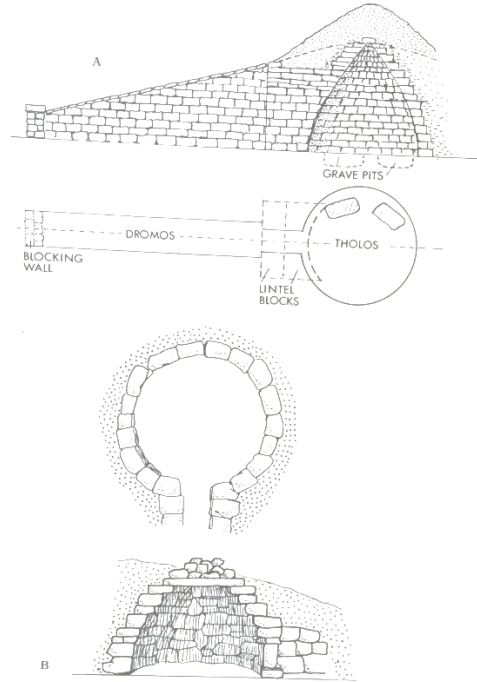 A
GRAVE PITS
DROMOS
THOLOS
BLOCKING
WALL
LINTEL
BLOCKS
B